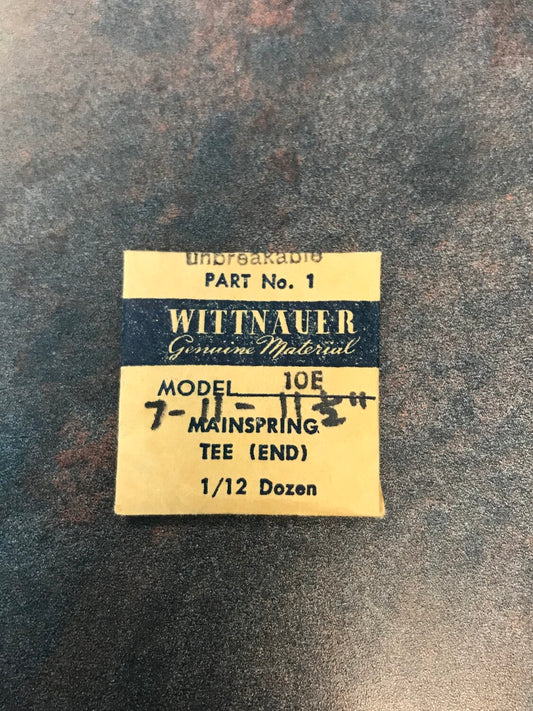 unbreakable
PART No. 1
WITTNAUER
Genuine Material
MODEL 10E
7-11-11½"
MAINSPRING
TEE (END)
1/12 Dozen